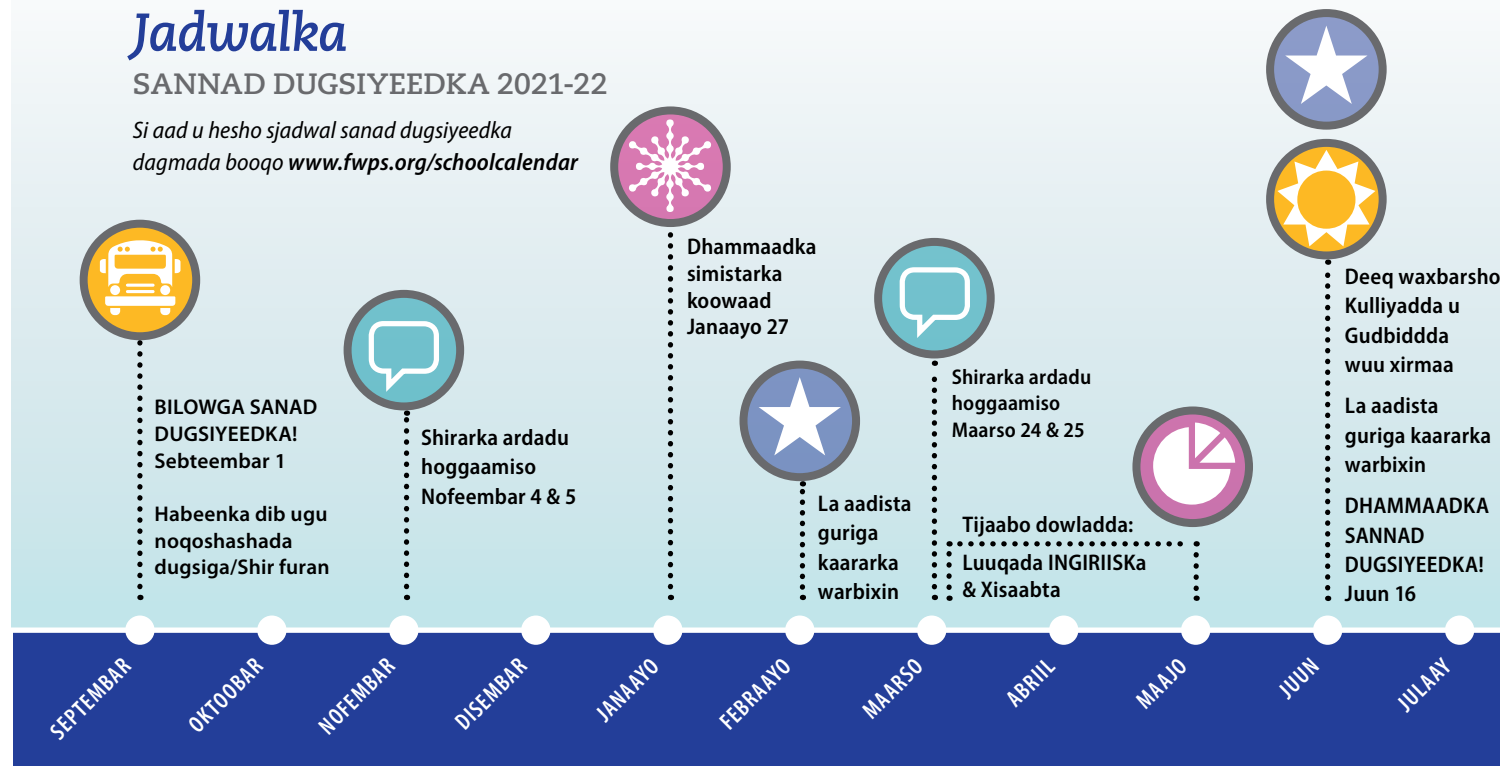 Jadwalka
SANNAD DUGSIYEEDKA 2021-22
Si aad u hesho sjadwal sanad dugsiyeedka
dagmada booqo www.fwps.org/schoolcalendar
BILOWGA SANAD
DUGSIYEEDKA!
Sebteembar 1
Habeenka dib ugu
noqoshashada
dugsiga/Shir furan
Shirarka ardadu
hoggaamiso
Nofeembar 4 & 5
Dhammaadka
simistarka
koowaad
Janaayo 27
La aadista
guriga
kaararka
warbixin
Shirarka ardadu
hoggaamiso
Maarso 24 & 25
Tijaabo dowladda:
Luuqada INGIRIISKa
& Xisaabta
Deeq waxbarsho
Kulliyadda u
Gudbiddda
wuu xirmaa
La aadista
guriga kaararka
warbixin
DHAMMAADKA
SANNAD
DUGSIYEEDKA!
Juun 16
SEPTEMBAR
OKTOOBAR
NOFEMBAR
DISEMBAR
JANAAYO
FEBRAAYO
MAARSO
ABRIIL
MAAJO
JUUN
JULAAY